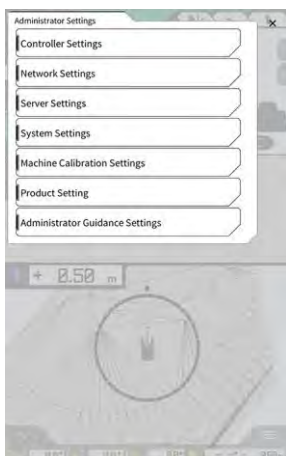 Administrator Settings
×
Controller Settings
Network Settings
Server Settings
System Settings
Machine Calibration Settings
Product Setting
Administrator Guidance Settings
+ 0.50 m